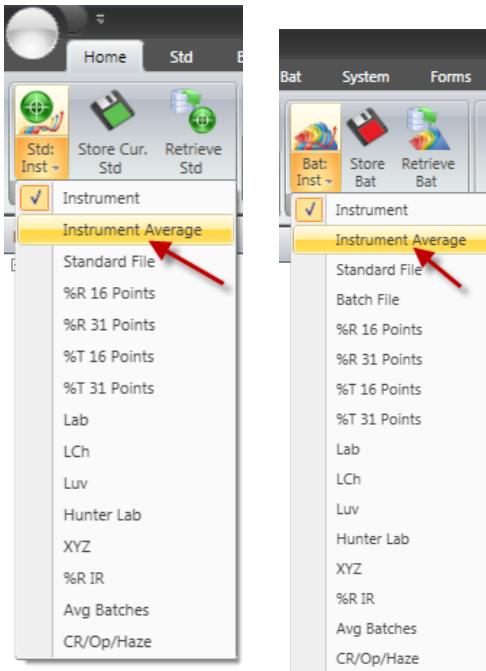 Home Std B
Std: Inst
Store Cur. Std
Retrieve Std
Instrument
Instrument Average
Standard File
%R 16 Points
%R 31 Points
%T 16 Points
%T 31 Points
Lab
LCh
Luv
Hunter Lab
XYZ
%R IR
Avg Batches
CR/Op/Haze
Bat System Forms
Bat: Inst
Store Bat
Retrieve Bat
Instrument
Instrument Average
Standard File
Batch File
%R 16 Points
%R 31 Points
%T 16 Points
%T 31 Points
Lab
LCh
Luv
Hunter Lab
XYZ
%R IR
Avg Batches
CR/Op/Haze